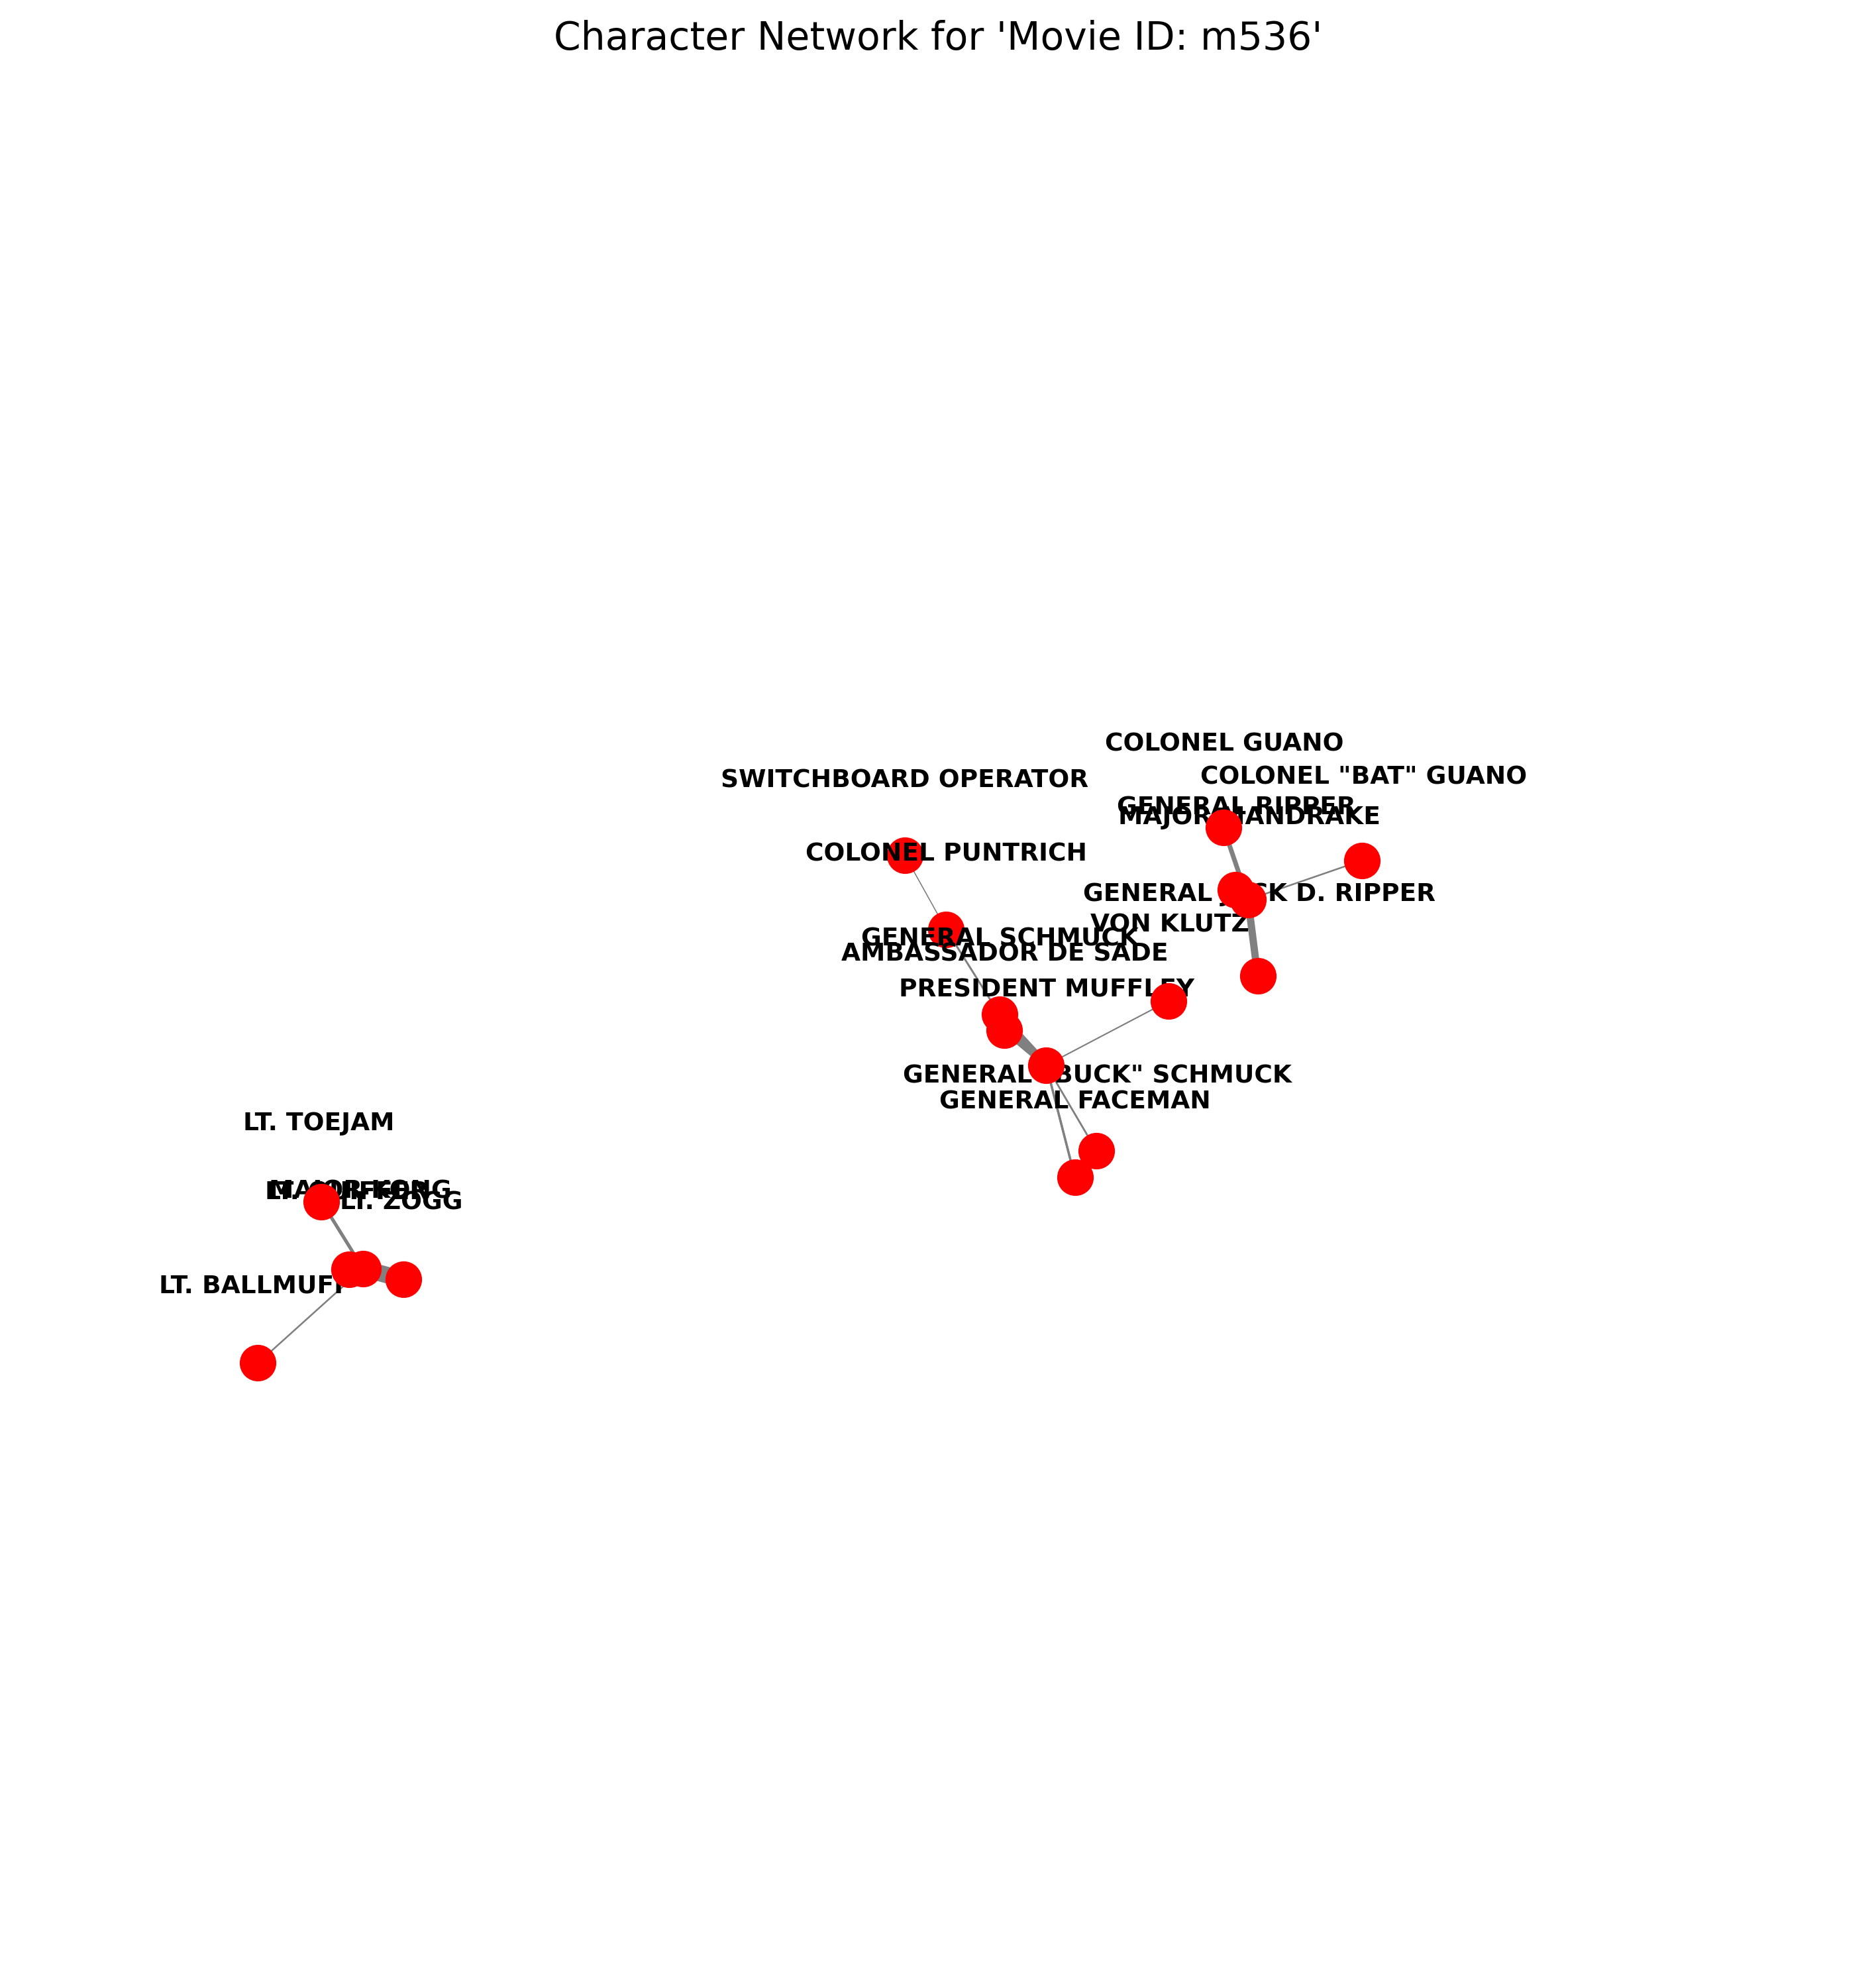 Character Network for 'Movie ID: m536'
COLONEL GUANO
COLONEL "BAT" GUANO
SWITCHBOARD OPERATOR
GENERAL RIPPER
MAJOR MANDRAKE
COLONEL PUNTRICH
GENERAL JACK D. RIPPER
VON KLUTZ
GENERAL SCHMUCK
AMBASSADOR DE SADE
PRESIDENT MUFFLEY
GENERAL "BUCK" SCHMUCK
GENERAL FACEMAN
LT. TOEJAM
MAJOR KONG
LT. ZOGG
LT. BALLMUFF